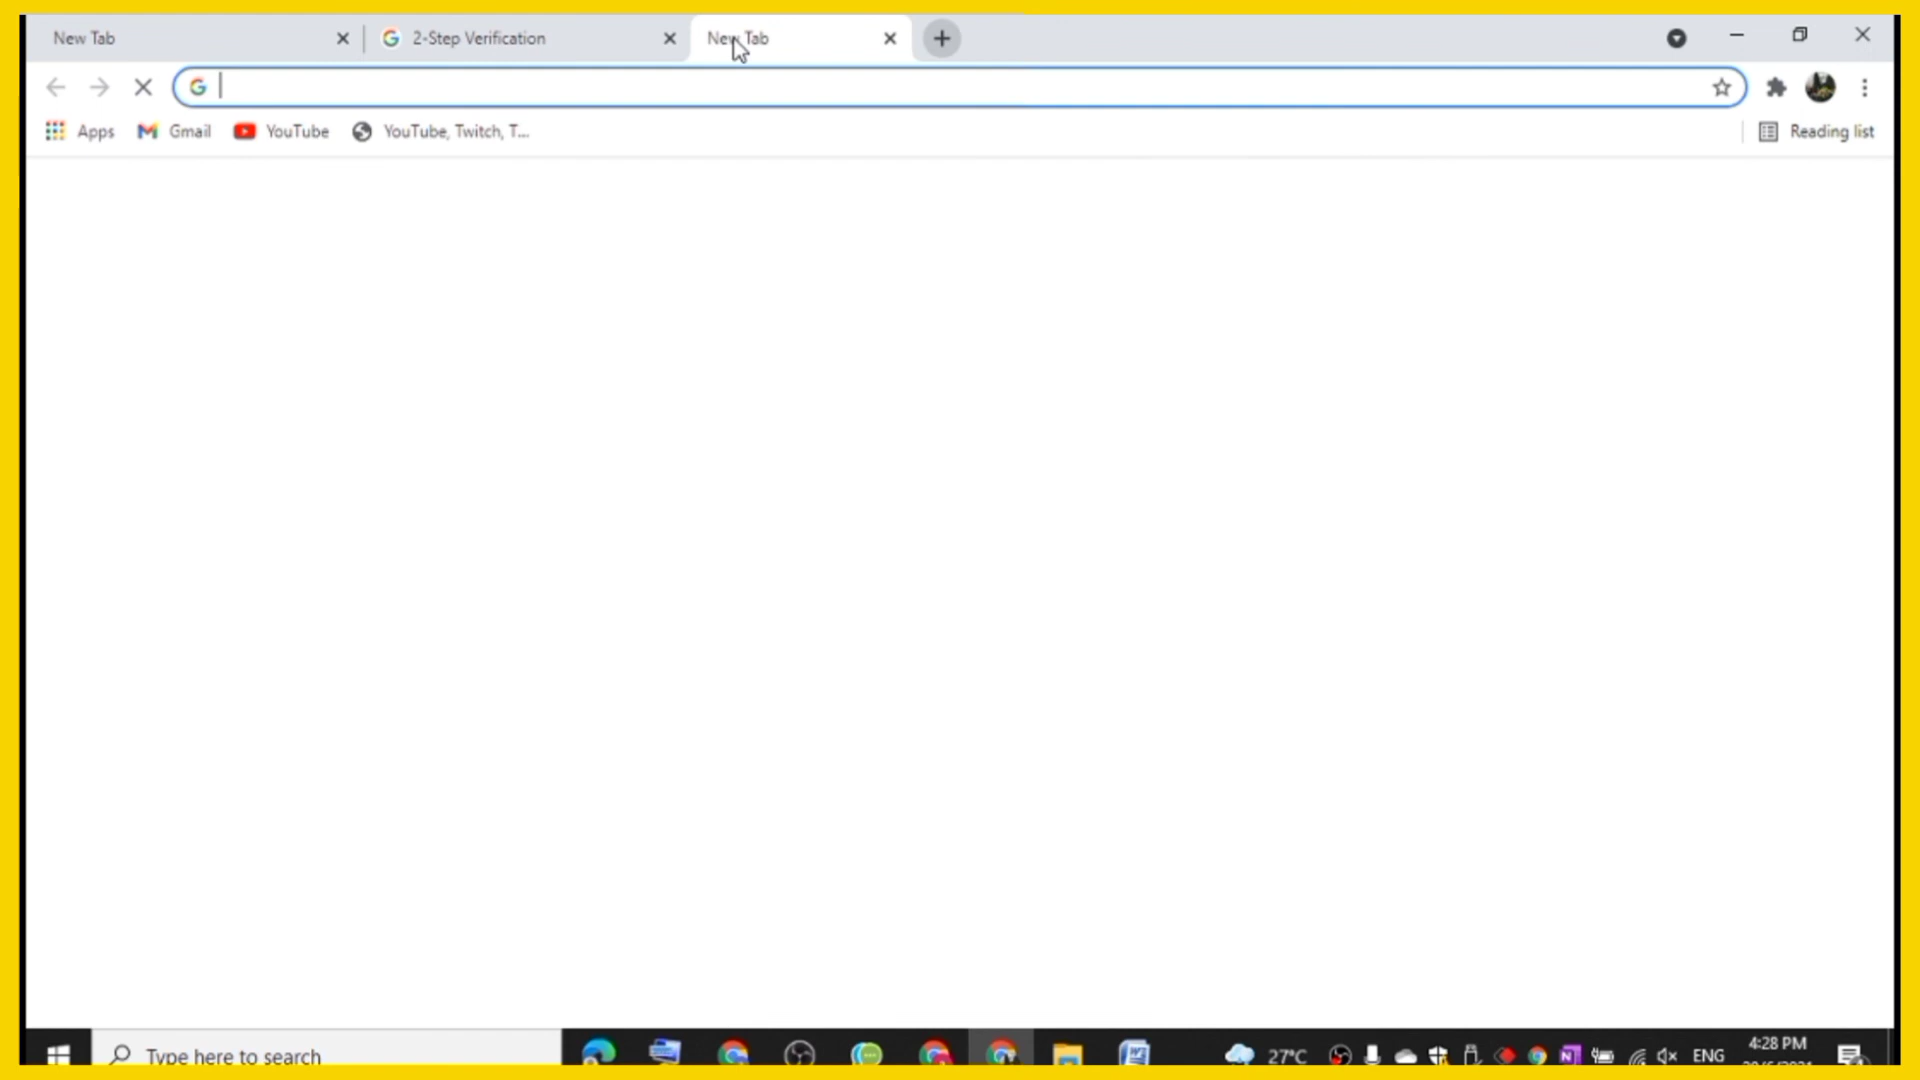 New Tab
2-Step Verification
New Tab
Apps
Gmail
YouTube
YouTube, Twitch, T...
Reading list
Type here to search
27°C
ENG
4:28 PM